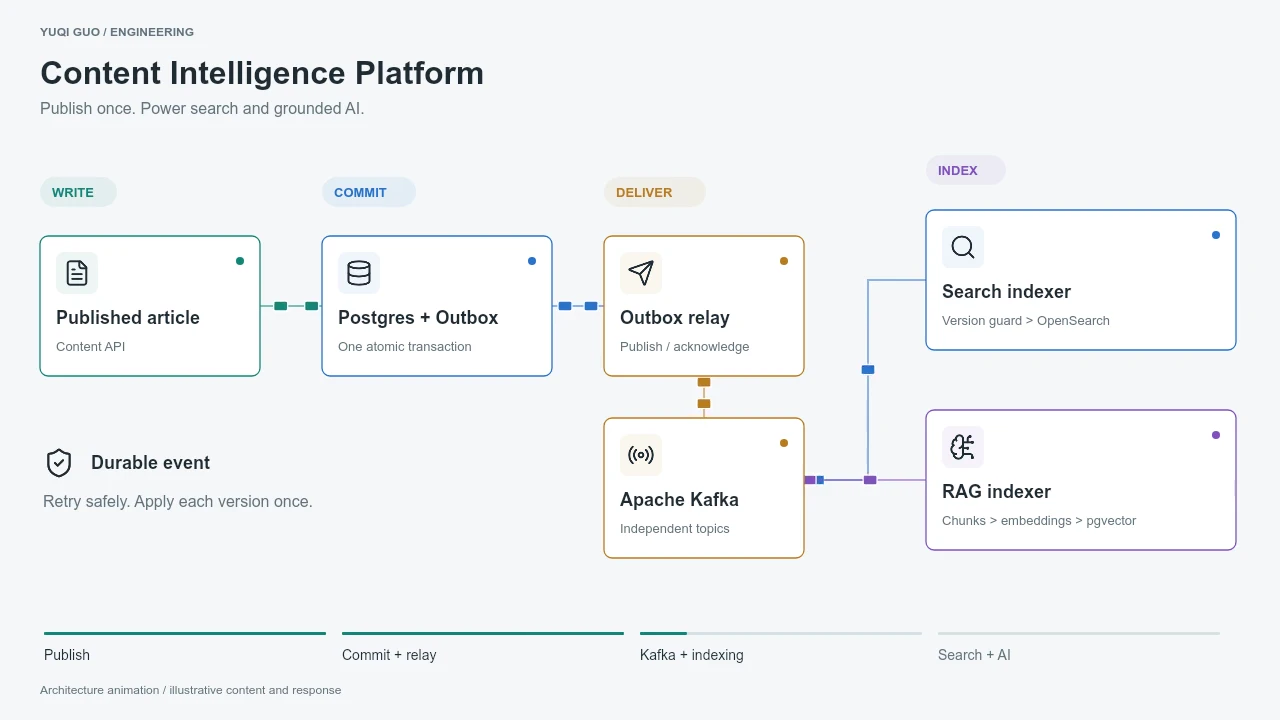 YUQI GUO / ENGINEERING
Content Intelligence Platform
Publish once. Power search and grounded AI.
WRITE
COMMIT
DELIVER
INDEX
Published article
Content API
Postgres + Outbox
One atomic transaction
Outbox relay
Publish / acknowledge
Search indexer
Version guard > OpenSearch
Durable event
Retry safely. Apply each version once.
Apache Kafka
Independent topics
RAG indexer
Chunks > embeddings > pgvector
Publish
Commit + relay
Kafka + indexing
Search + AI
Architecture animation / illustrative content and response